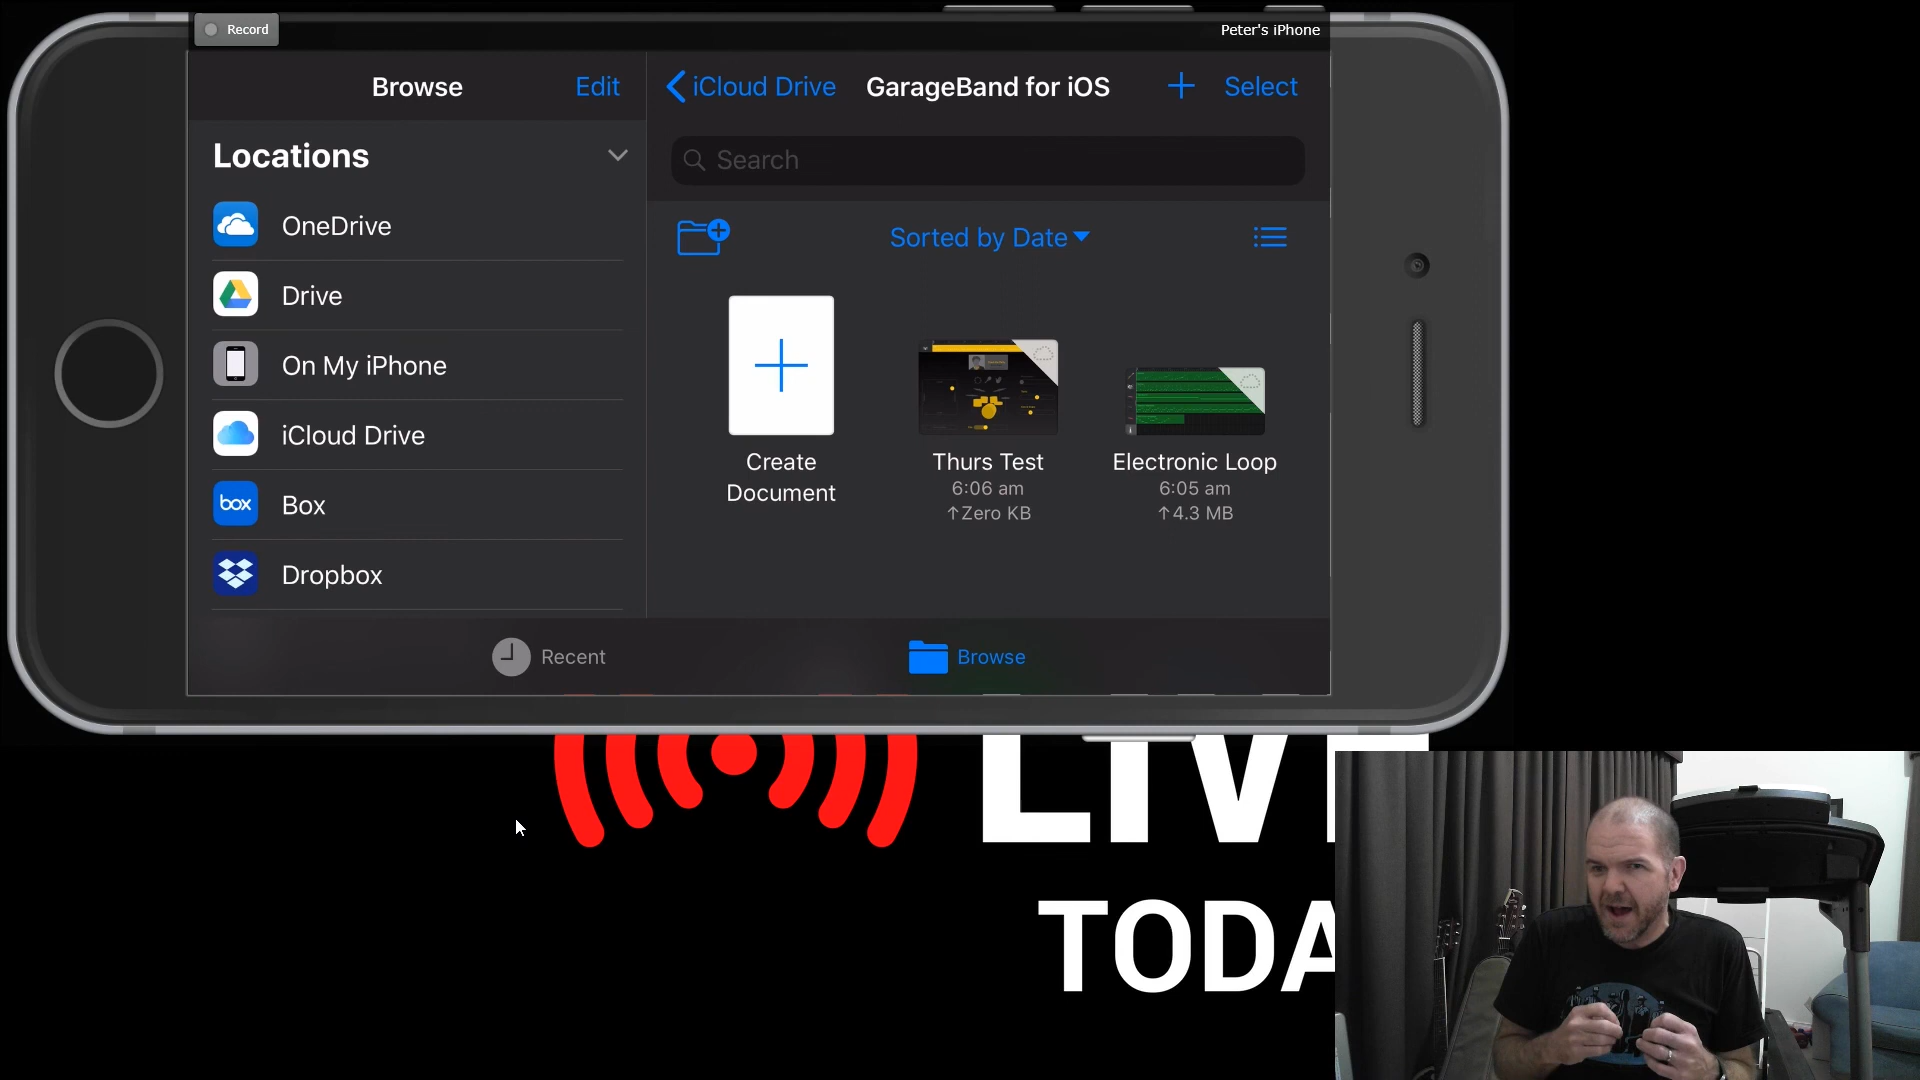 Record
Peter's iPhone
Browse
Edit
iCloud Drive
GarageBand for iOS
Select
Locations
Search
OneDrive
Sorted by Date
Drive
On My iPhone
iCloud Drive
box
Box
Dropbox
Create
Document
Thurs Test
6:06 am
↑Zero KB
Electronic Loop
6:05 am
↑4.3 MB
Recent
Browse
LIVE
TODA